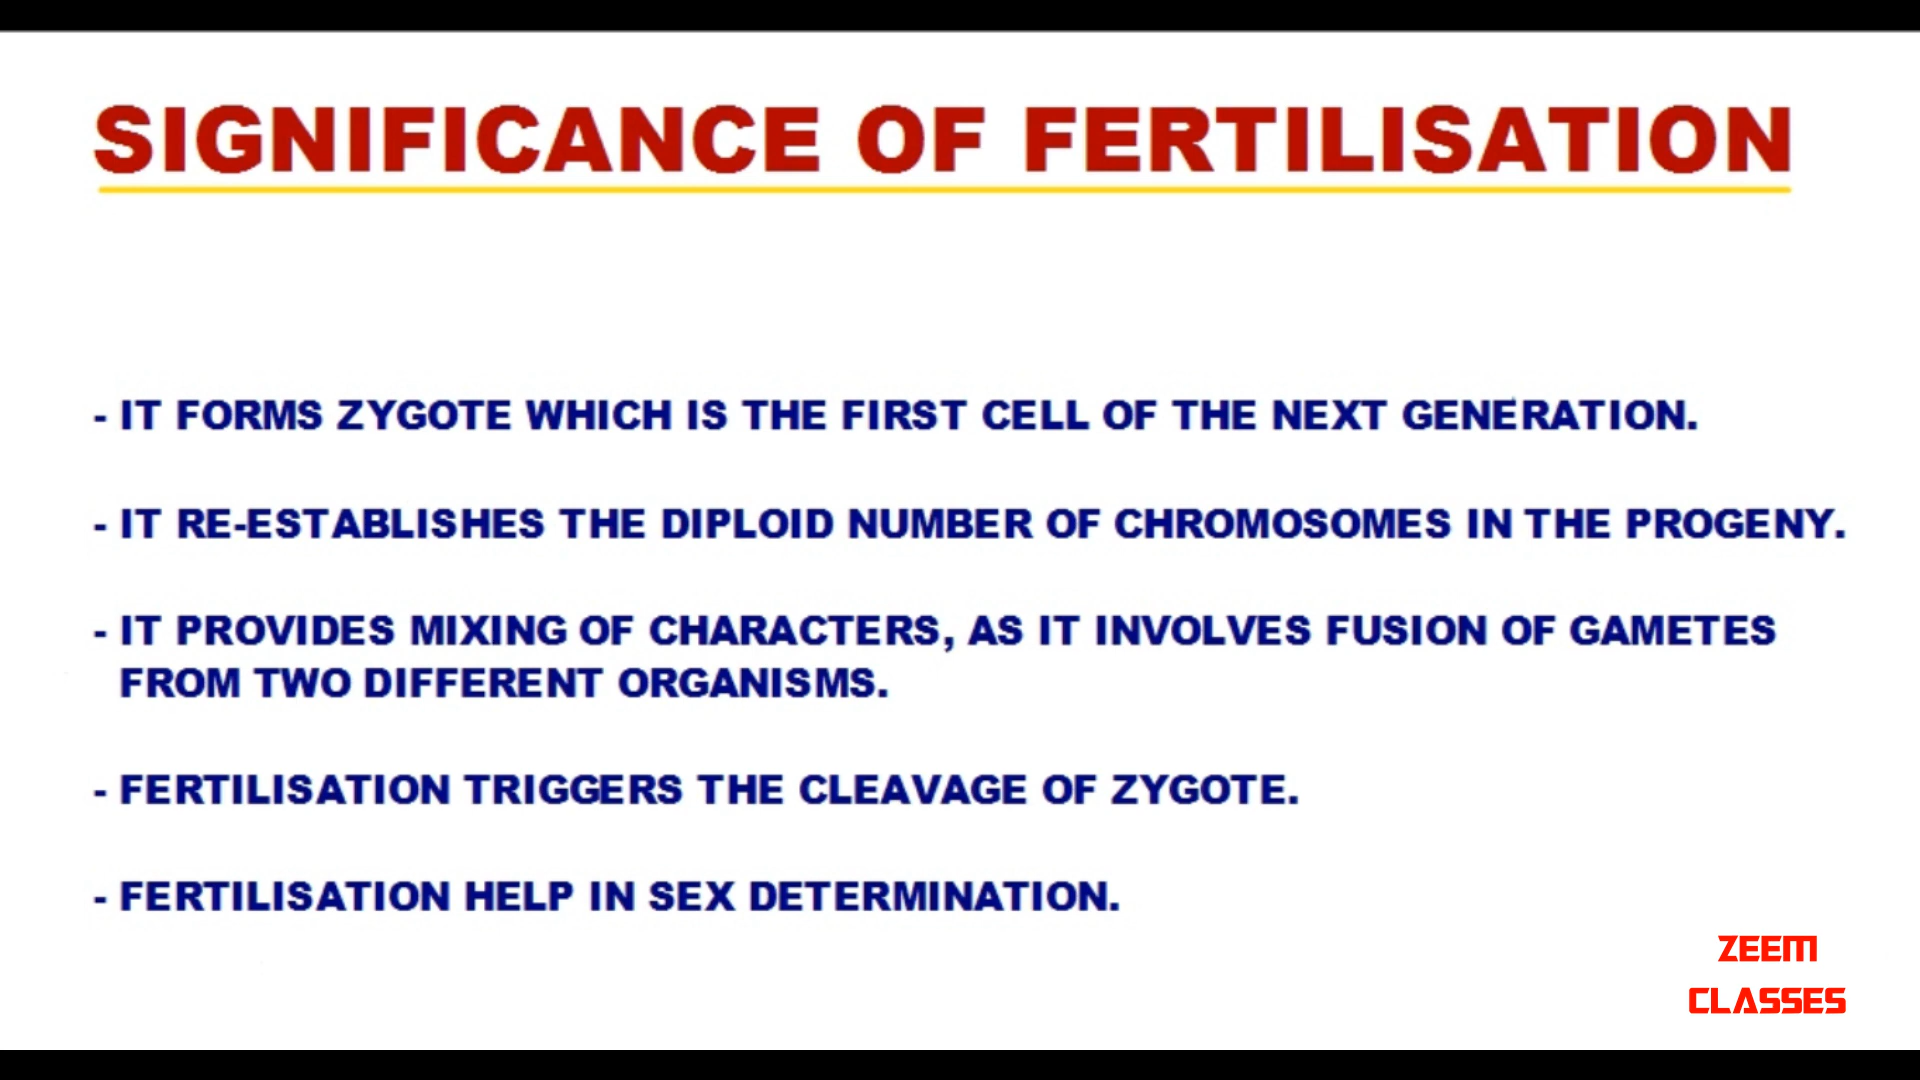 SIGNIFICANCE OF FERTILISATION
- IT FORMS ZYGOTE WHICH IS THE FIRST CELL OF THE NEXT GENERATION.
- IT RE-ESTABLISHES THE DIPLOID NUMBER OF CHROMOSOMES IN THE PROGENY.
- IT PROVIDES MIXING OF CHARACTERS, AS IT INVOLVES FUSION OF GAMETES
FROM TWO DIFFERENT ORGANISMS.
- FERTILISATION TRIGGERS THE CLEAVAGE OF ZYGOTE.
- FERTILISATION HELP IN SEX DETERMINATION.
ZEEM
CLASSES